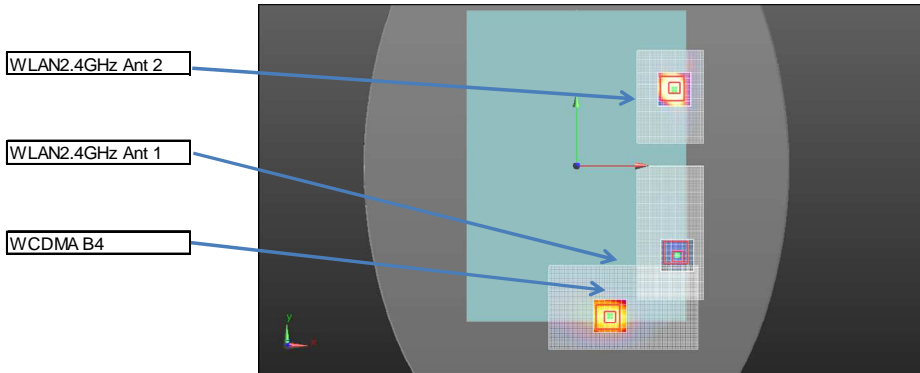 WLAN2.4GHz Ant 2
WLAN2.4GHz Ant 1
WCDMA B4
y
x